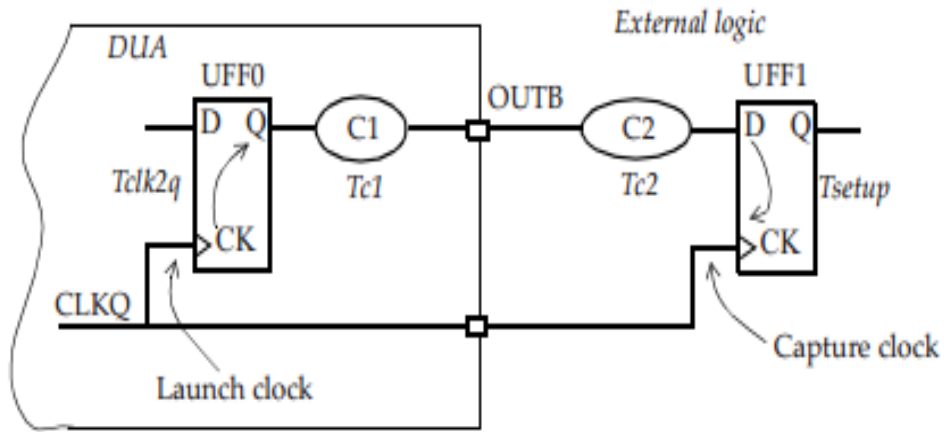 External logic
DUA
UFF0
UFF1
OUTB
D Q
C1
C2
D Q
Tclk2q
Tc1
Tc2
Tsetup
CK
CK
CLKQ
Launch clock
Capture clock